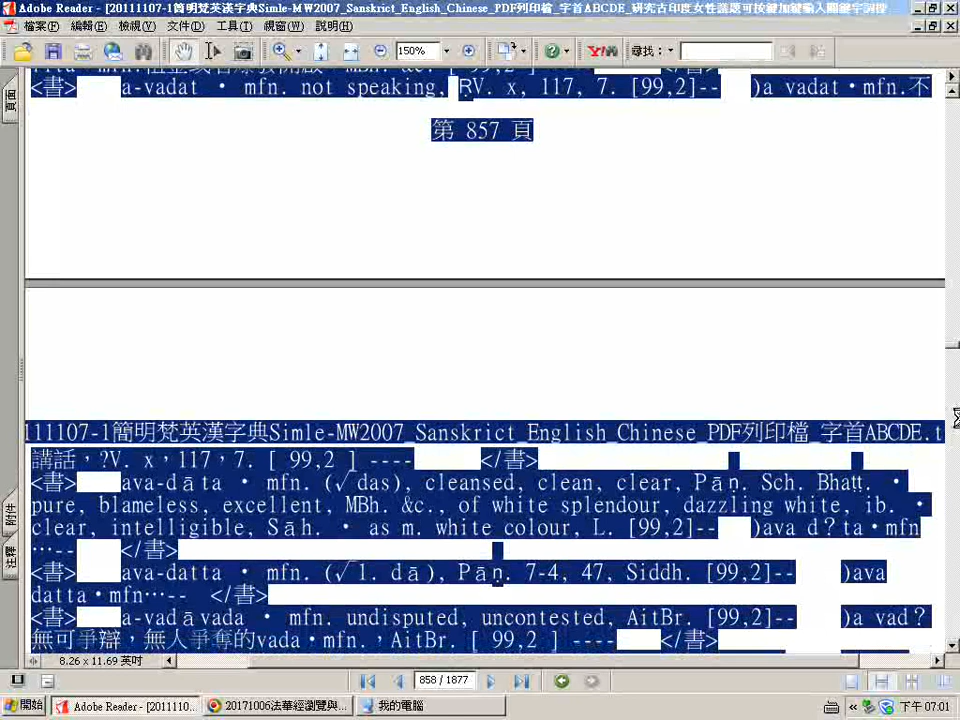 Adobe Reader - [20111107-1簡明梵英漢字典Simle-MW2007_Sanskrict_English_Chinese_PDF列印檔_字首ABCDE_研究古印度女性議題可按鍵加鍵輸入關鍵字詞搜
檔案(F) 編輯(E) 檢視(V) 文件(D) 工具(T) 視窗(W) 說明(H)
150% 尋找:
頁面
<書> a-vadat · mfn. not speaking, ṚV. x, 117, 7. [99,2]-- )a vadat·mfn.不
第 857 頁
111107-1簡明梵英漢字典Simle-MW2007_Sanskrict_English_Chinese_PDF列印檔_字首ABCDE.t
講話，?V. x，117，7. [ 99,2 ] ---- </書>
<書> ava-dāta · mfn. (√das), cleansed, clean, clear, Pāṇ. Sch. Bhaṭṭ. ·
pure, blameless, excellent, MBh. &c. of white splendour, dazzling white, ib. ·
clear, intelligible, Sāh. · as m. white colour, L. [99,2]-- )ava d?ta·mfn
…-- </書>
<書> ava-datta · mfn. (√1. dā), Pāṇ. 7-4, 47, Siddh. [99,2]-- )ava
datta·mfn…-- </書>
<書> a-vadāvada · mfn. undisputed, uncontested, AitBr. [99,2]-- )a vad?
無可爭辯，無人爭奪的vada·mfn.，AitBr. [ 99,2 ] ---- </書>
附件
注釋
8.26 x 11.69 英吋
858 / 1877
開始 Adobe Reader - [2011110... 20171006法華經瀏覽與... 我的電腦 下午 07:01